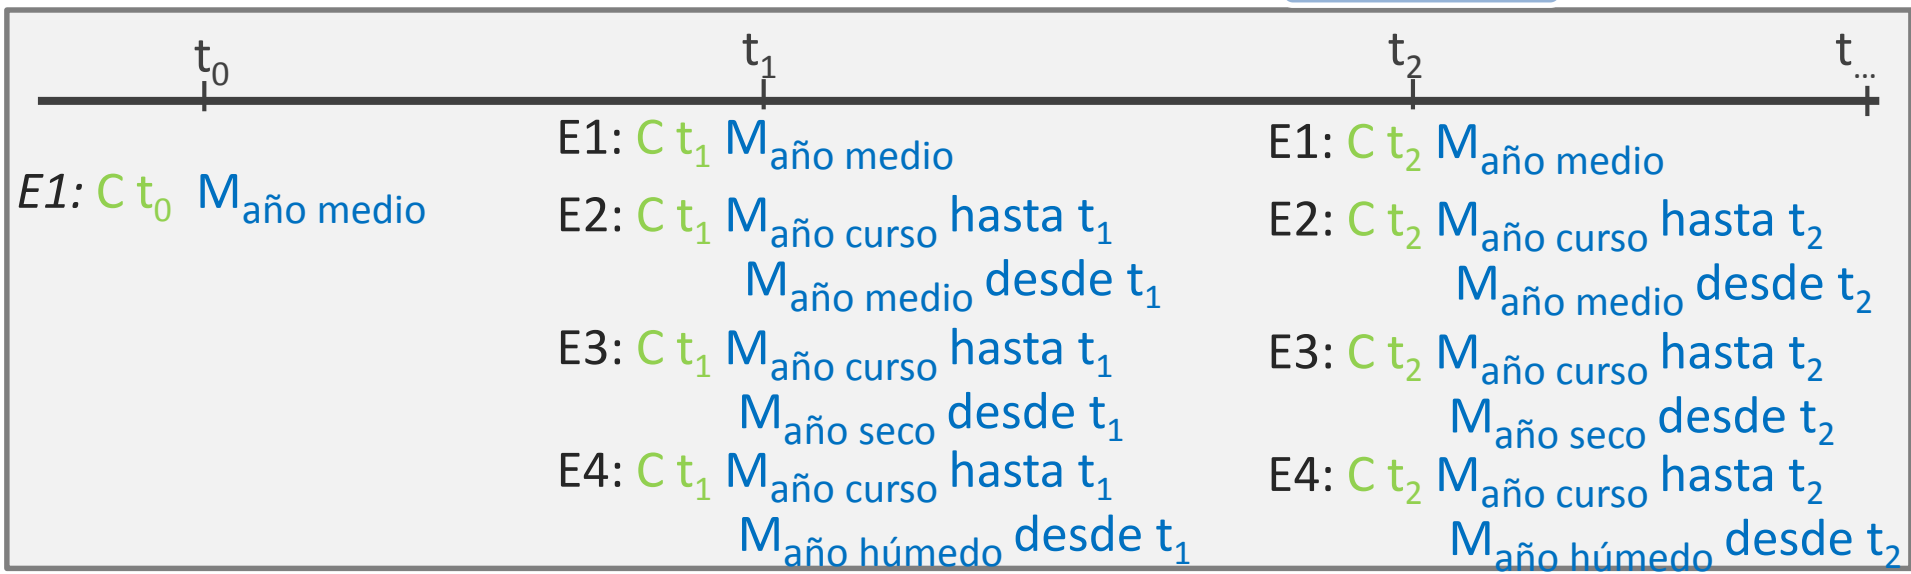 t0 t1 t2 t...
E1: C t0 Maño medio
E1: C t1 Maño medio
E2: C t1 Maño curso hasta t1
Maño medio desde t1
E3: C t1 Maño curso hasta t1
Maño seco desde t1
E4: C t1 Maño curso hasta t1
Maño húmedo desde t1
E1: C t2 Maño medio
E2: C t2 Maño curso hasta t2
Maño medio desde t2
E3: C t2 Maño curso hasta t2
Maño seco desde t2
E4: C t2 Maño curso hasta t2
Maño húmedo desde t2